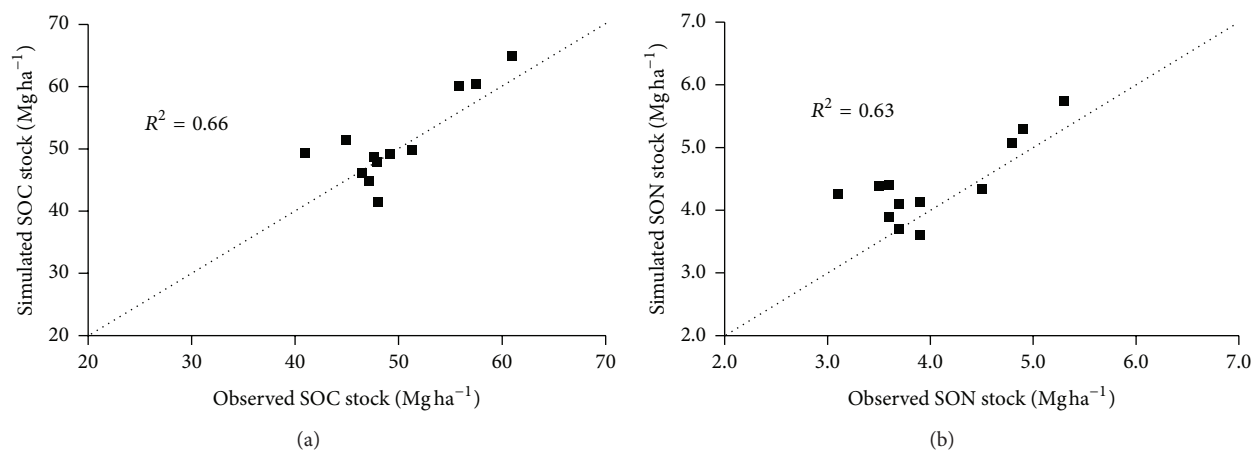 70
60
50
40
30
20
Simulated SOC stock (Mg ha⁻¹)
R² = 0.66
20 30 40 50 60 70
Observed SOC stock (Mg ha⁻¹)
(a)
7.0
6.0
5.0
4.0
3.0
2.0
Simulated SON stock (Mg ha⁻¹)
R² = 0.63
2.0 3.0 4.0 5.0 6.0 7.0
Observed SON stock (Mg ha⁻¹)
(b)